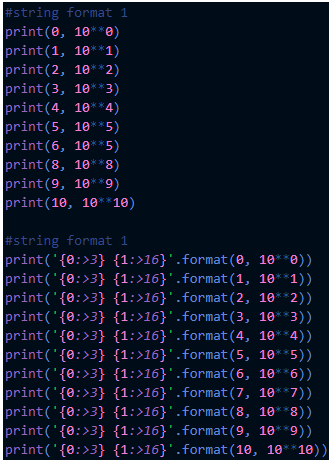 #string format 1
print(0, 10**0)
print(1, 10**1)
print(2, 10**2)
print(3, 10**3)
print(4, 10**4)
print(5, 10**5)
print(6, 10**5)
print(8, 10**8)
print(9, 10**9)
print(10, 10**10)

#string format 1
print('{0:>3} {1:>16}'.format(0, 10**0))
print('{0:>3} {1:>16}'.format(1, 10**1))
print('{0:>3} {1:>16}'.format(2, 10**2))
print('{0:>3} {1:>16}'.format(3, 10**3))
print('{0:>3} {1:>16}'.format(4, 10**4))
print('{0:>3} {1:>16}'.format(5, 10**5))
print('{0:>3} {1:>16}'.format(6, 10**6))
print('{0:>3} {1:>16}'.format(7, 10**7))
print('{0:>3} {1:>16}'.format(8, 10**8))
print('{0:>3} {1:>16}'.format(9, 10**9))
print('{0:>3} {1:>16}'.format(10, 10**10))